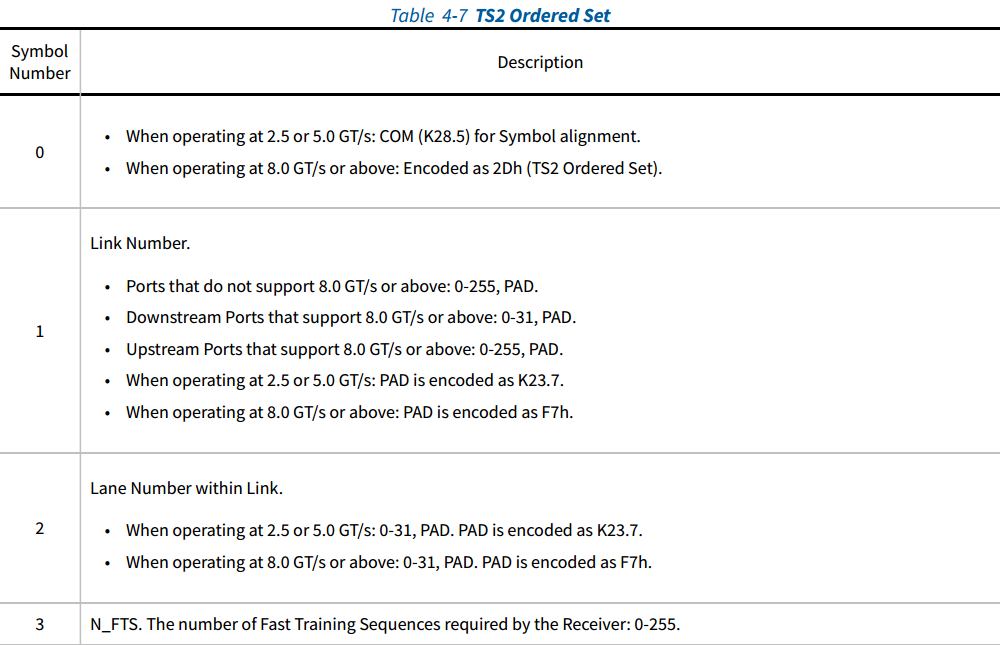 Table 4-7 TS2 Ordered Set
Symbol
Number
Description
0
• When operating at 2.5 or 5.0 GT/s: COM (K28.5) for Symbol alignment.
• When operating at 8.0 GT/s or above: Encoded as 2Dh (TS2 Ordered Set).
1
Link Number.
• Ports that do not support 8.0 GT/s or above: 0-255, PAD.
• Downstream Ports that support 8.0 GT/s or above: 0-31, PAD.
• Upstream Ports that support 8.0 GT/s or above: 0-255, PAD.
• When operating at 2.5 or 5.0 GT/s: PAD is encoded as K23.7.
• When operating at 8.0 GT/s or above: PAD is encoded as F7h.
2
Lane Number within Link.
• When operating at 2.5 or 5.0 GT/s: 0-31, PAD. PAD is encoded as K23.7.
• When operating at 8.0 GT/s or above: 0-31, PAD. PAD is encoded as F7h.
3
N_FTS. The number of Fast Training Sequences required by the Receiver: 0-255.